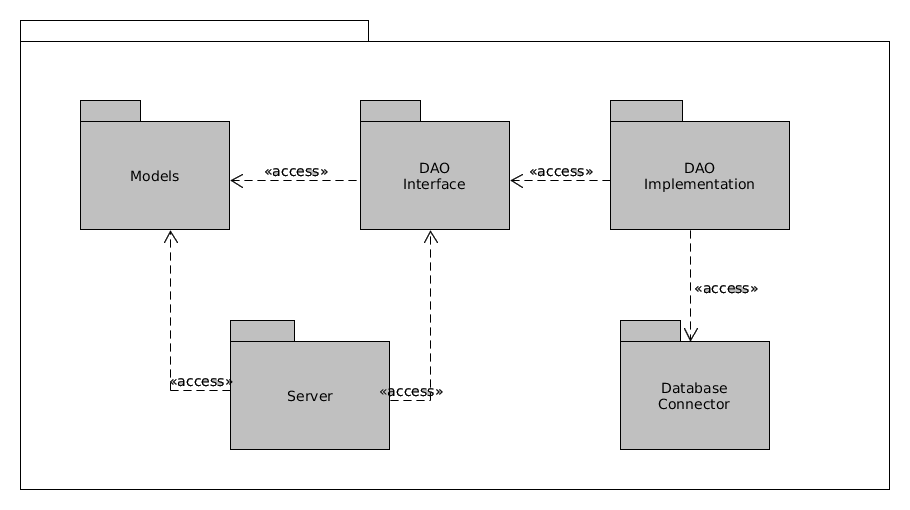 Models
«access»
DAO
Interface
«access»
DAO
Implementation
«access»
«access»
Server
«access»
Database
Connector